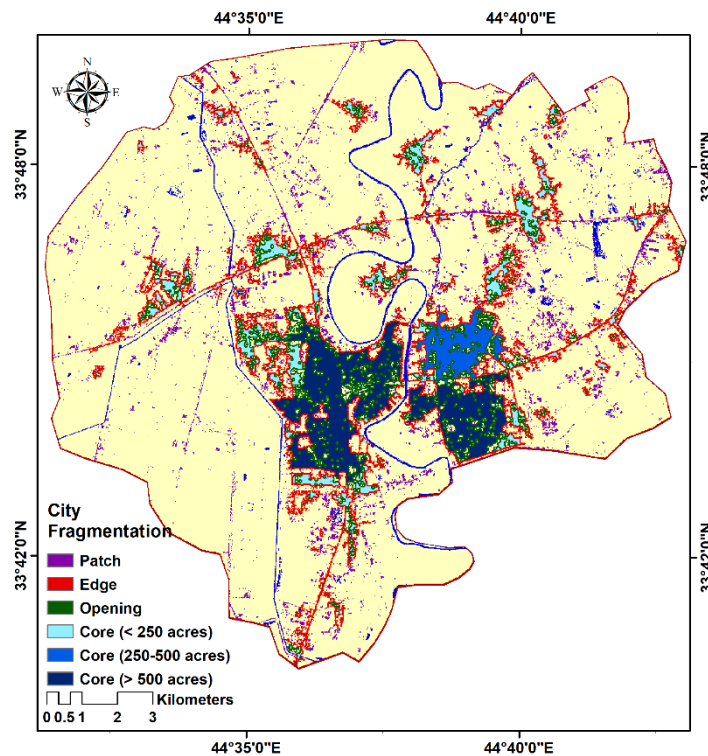 44°35'0"E 44°40'0"E
N
W E
S
33°48'0"N 33°48'0"N
City
Fragmentation
Patch
Edge
Opening
Core (< 250 acres)
Core (250-500 acres)
Core (> 500 acres)
Kilometers
0 0.5 1 2 3
33°42'0"N 33°42'0"N
44°35'0"E 44°40'0"E